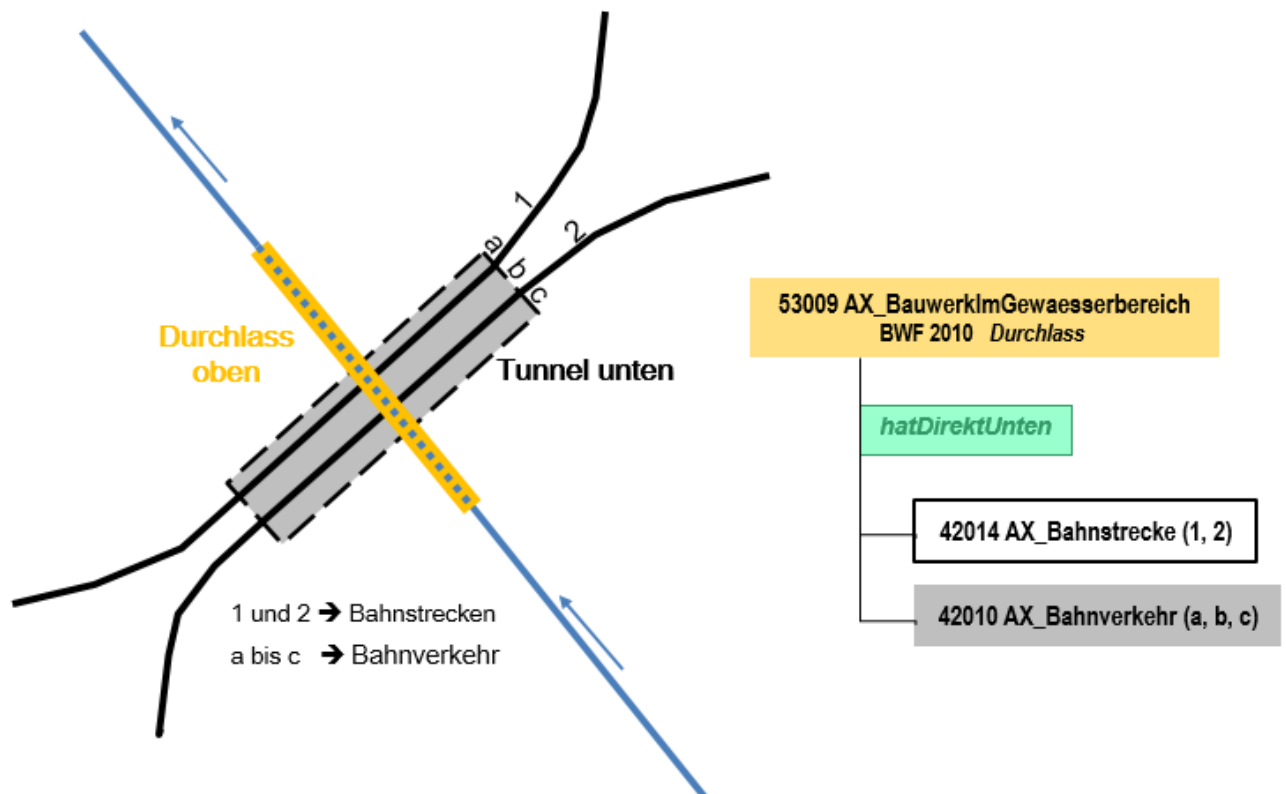 1
2
a
b
c
Durchlass
oben
Tunnel unten
1 und 2 ➔ Bahnstrecken
a bis c ➔ Bahnverkehr
53009 AX_BauwerkImGewaesserbereich
BWF 2010 Durchlass
hatDirektUnten
42014 AX_Bahnstrecke (1, 2)
42010 AX_Bahnverkehr (a, b, c)